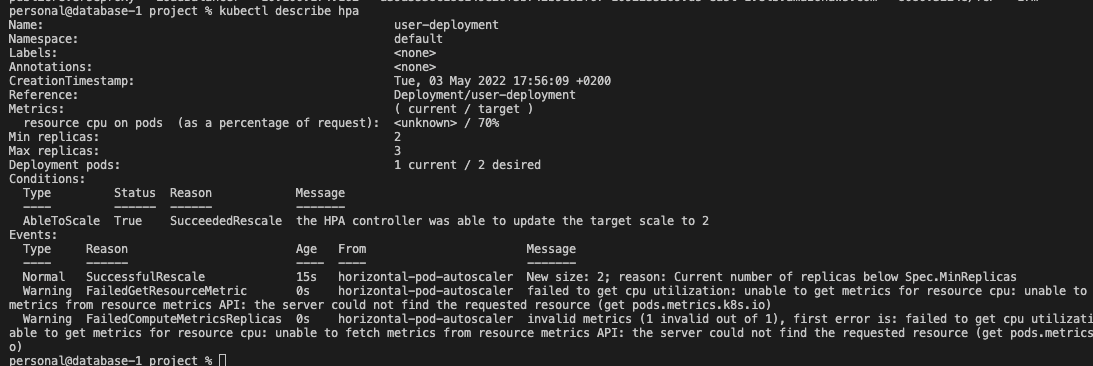 personal@database-1 project % kubectl describe hpa
Name: user-deployment
Namespace: default
Labels: <none>
Annotations: <none>
CreationTimestamp: Tue, 03 May 2022 17:56:09 +0200
Reference: Deployment/user-deployment
Metrics: ( current / target )
resource cpu on pods (as a percentage of request): <unknown> / 70%
Min replicas: 2
Max replicas: 3
Deployment pods: 1 current / 2 desired
Conditions:
Type Status Reason Message
---- ------ ------ -------
AbleToScale True SucceededRescale the HPA controller was able to update the target scale to 2
Events:
Type Reason Age From Message
---- ------ ---- ---- -------
Normal SuccessfulRescale 15s horizontal-pod-autoscaler New size: 2; reason: Current number of replicas below Spec.MinReplicas
Warning FailedGetResourceMetric 0s horizontal-pod-autoscaler failed to get cpu utilization: unable to get metrics for resource cpu: unable to
metrics from resource metrics API: the server could not find the requested resource (get pods.metrics.k8s.io)
Warning FailedComputeMetricsReplicas 0s horizontal-pod-autoscaler invalid metrics (1 invalid out of 1), first error is: failed to get cpu utilizati
able to get metrics for resource cpu: unable to fetch metrics from resource metrics API: the server could not find the requested resource (get pods.metrics
o)
personal@database-1 project %